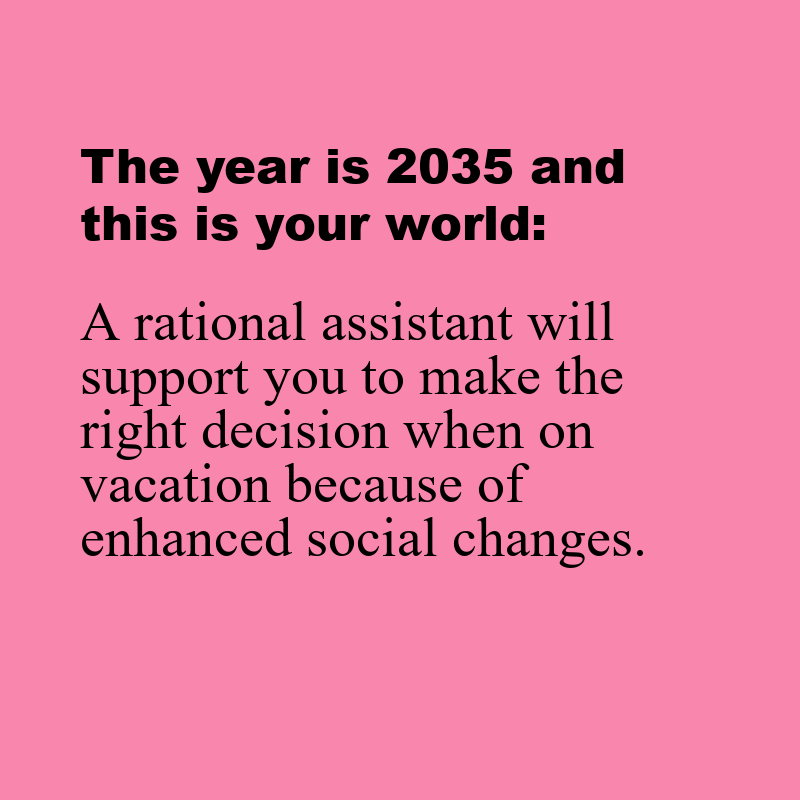 The year is 2035 and
this is your world:
A rational assistant will
support you to make the
right decision when on
vacation because of
enhanced social changes.